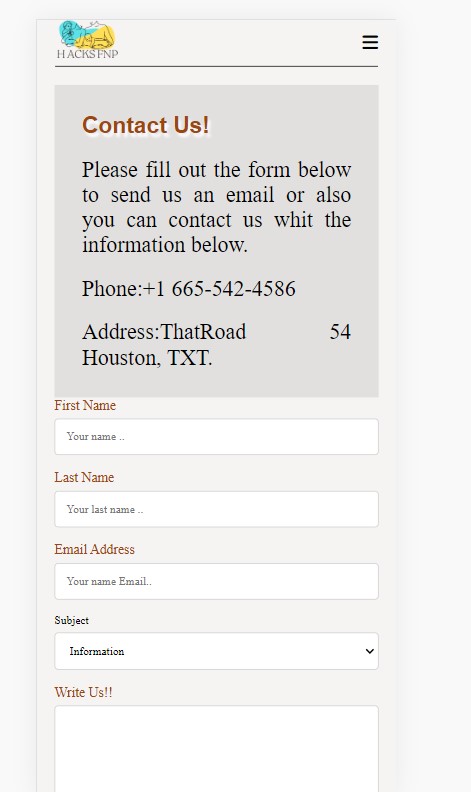 HACKSFNP
Contact Us!
Please fill out the form below
to send us an email or also
you can contact us whit the
information below.
Phone:+1 665-542-4586
Address:ThatRoad 54
Houston, TXT.
First Name
Your name ..
Last Name
Your last name ..
Email Address
Your name Email..
Subject
Information
Write Us!!